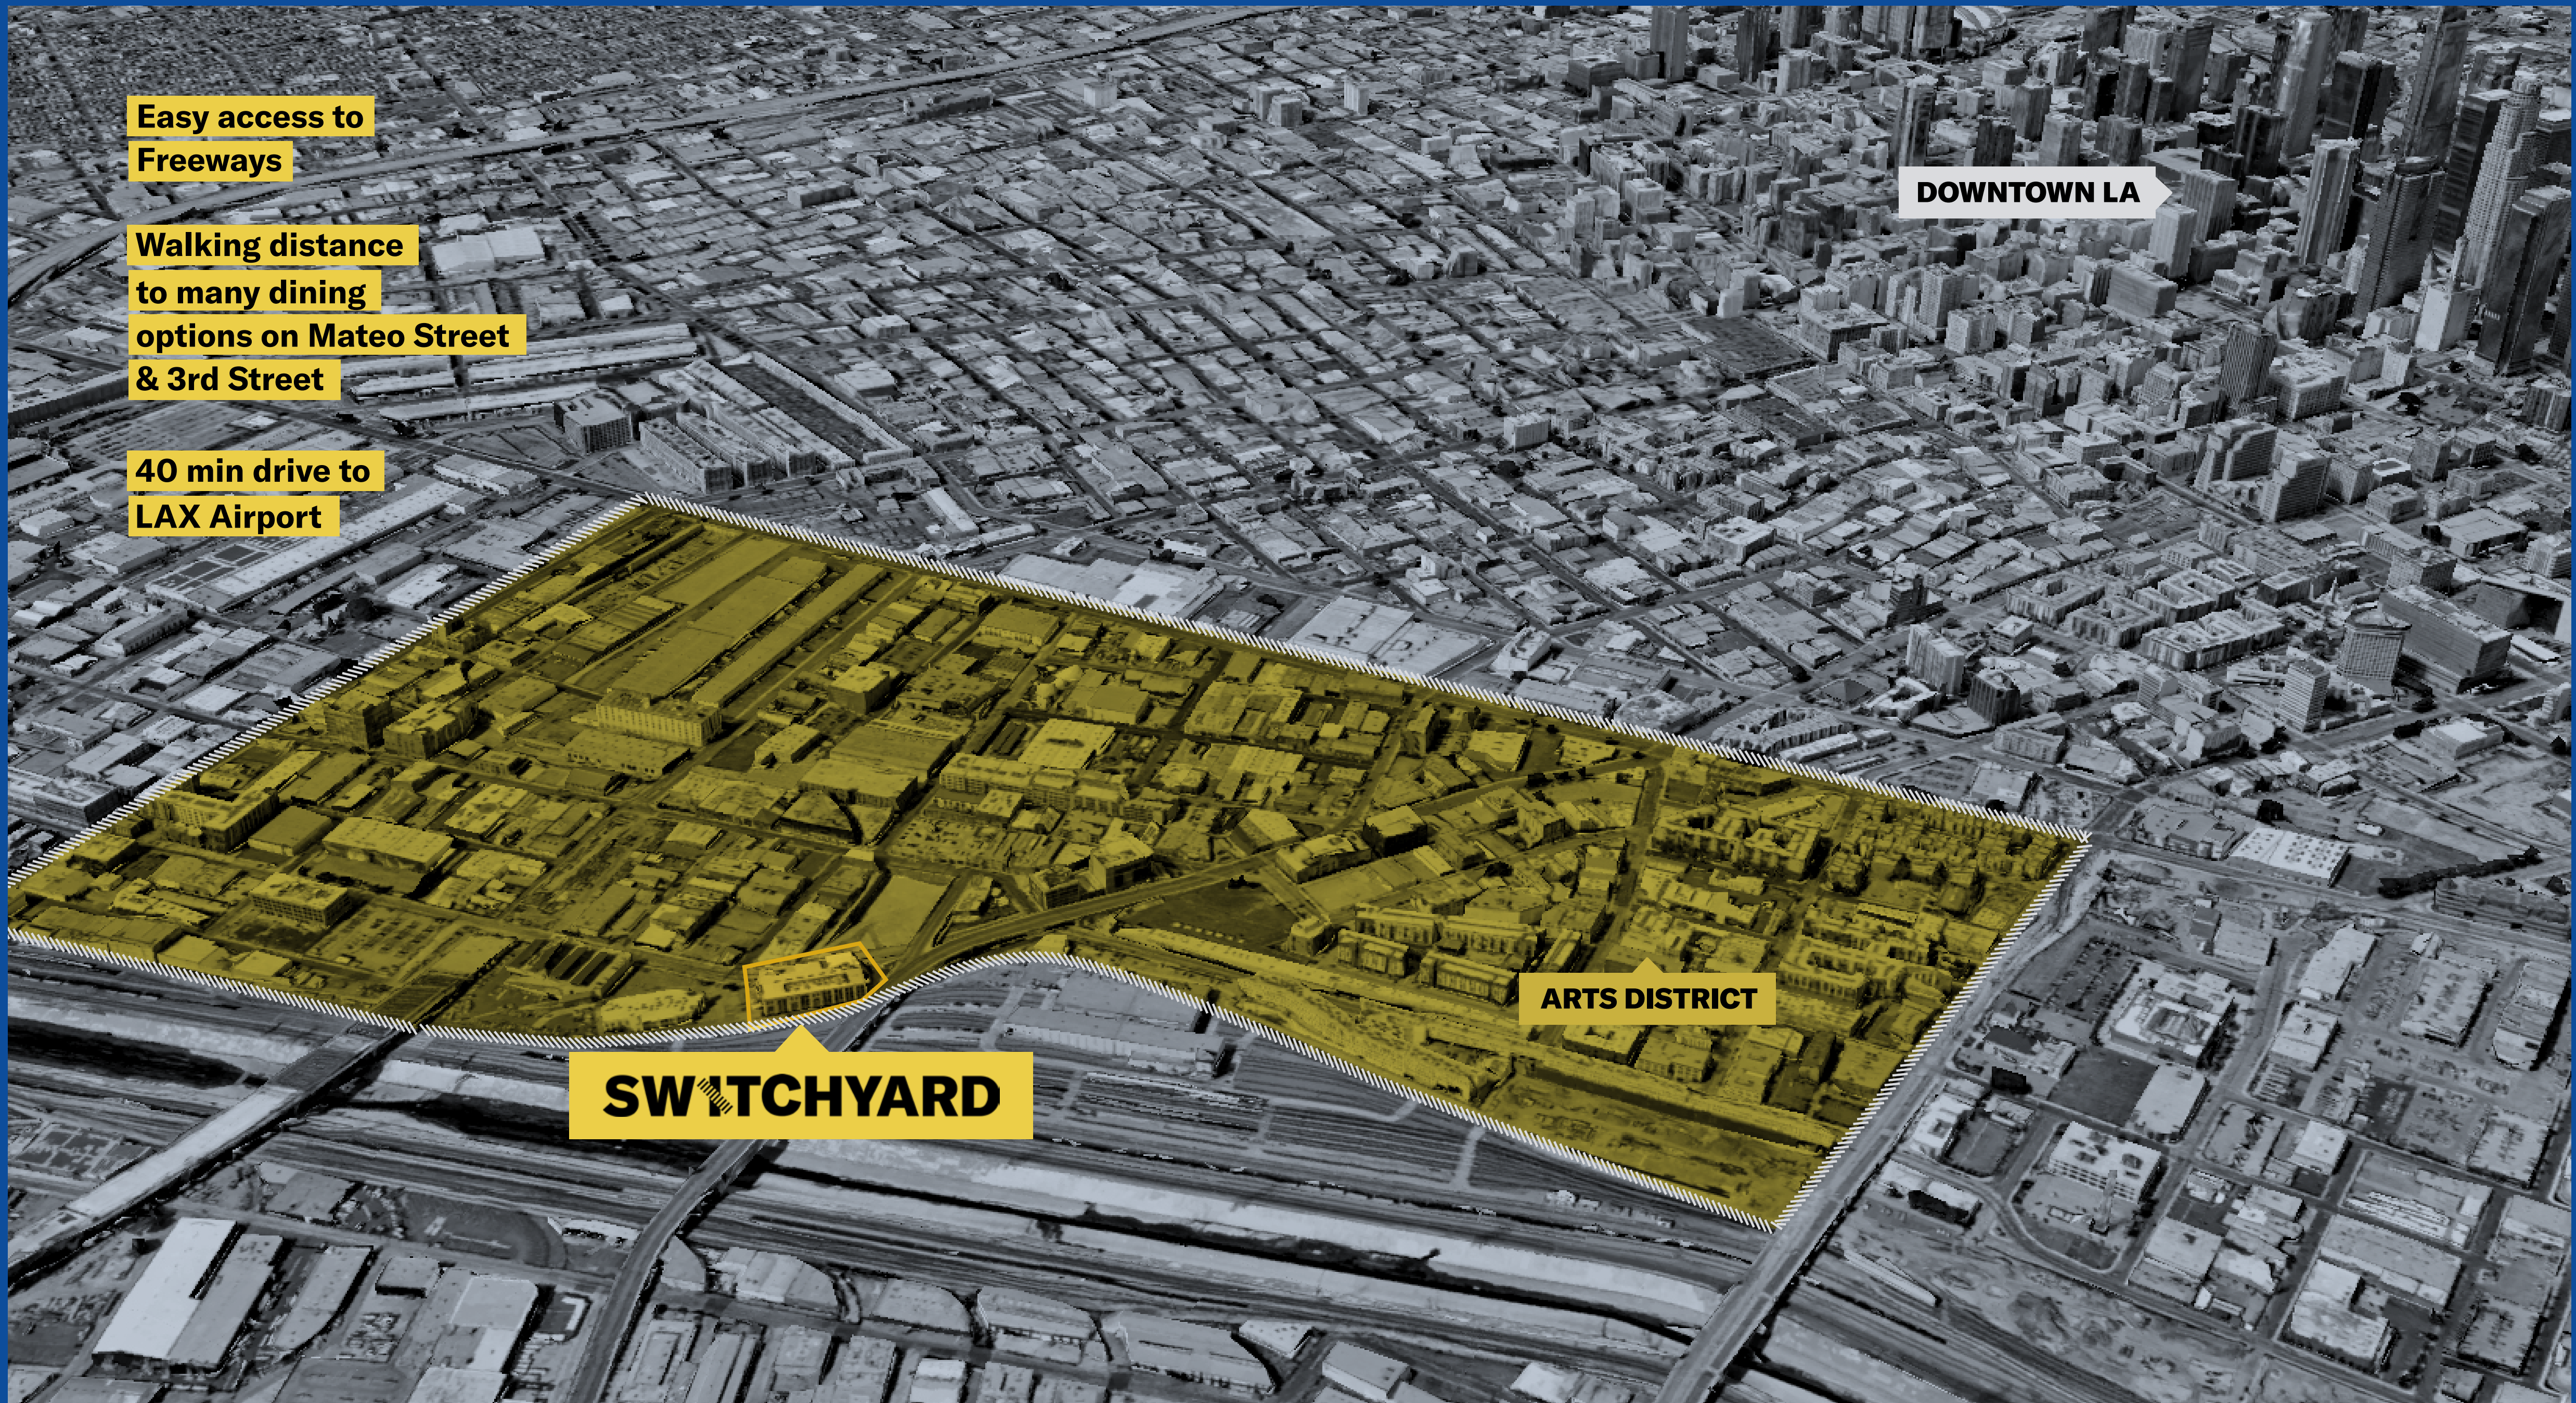 Easy access to
Freeways
Walking distance
to many dining
options on Mateo Street
& 3rd Street
40 min drive to
LAX Airport
DOWNTOWN LA
ARTS DISTRICT
SWITCHYARD